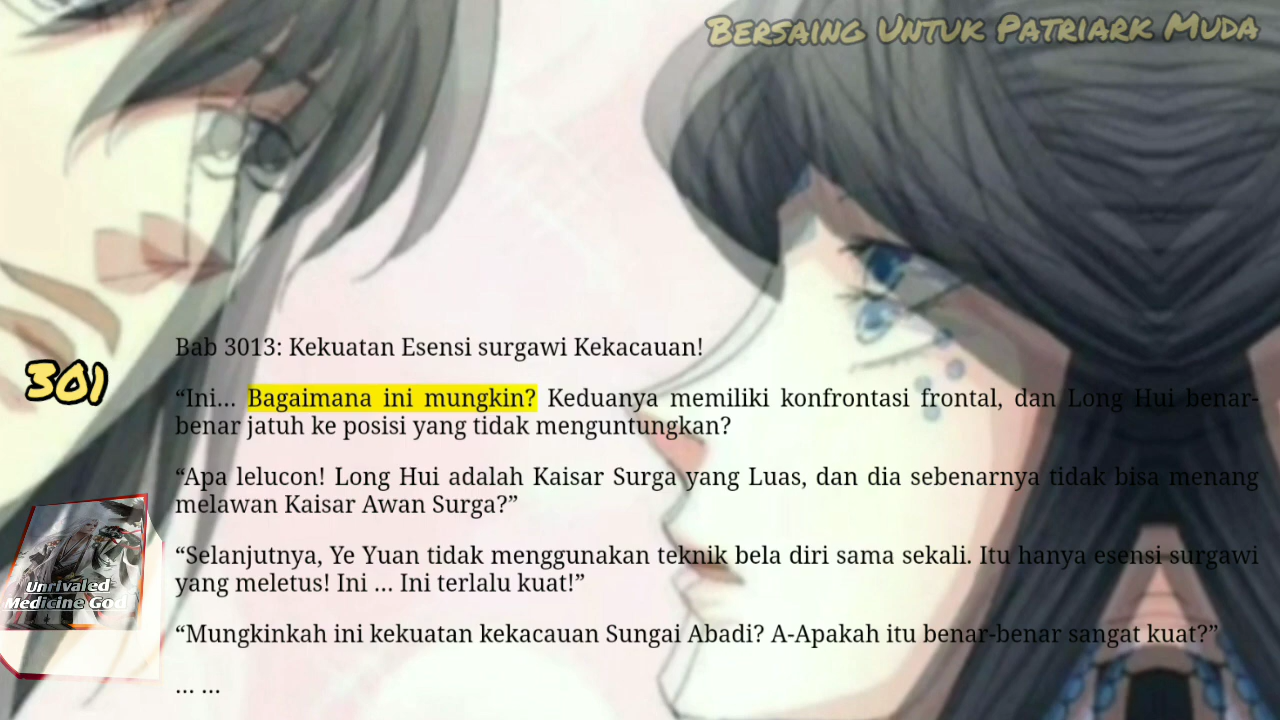 Bersaing Untuk Patriark Muda
Bab 3013: Kekuatan Esensi surgawi Kekacauan!
301
“Ini... Bagaimana ini mungkin? Keduanya memiliki konfrontasi frontal, dan Long Hui benar-
benar jatuh ke posisi yang tidak menguntungkan?
“Apa lelucon! Long Hui adalah Kaisar Surga yang Luas, dan dia sebenarnya tidak bisa menang
melawan Kaisar Awan Surga?”
“Selanjutnya, Ye Yuan tidak menggunakan teknik bela diri sama sekali. Itu hanya esensi surgawi
yang meletus! Ini ... Ini terlalu kuat!”
Unrivaled
Medicine God
“Mungkinkah ini kekuatan kekacauan Sungai Abadi? A-Apakah itu benar-benar sangat kuat?”
... ...